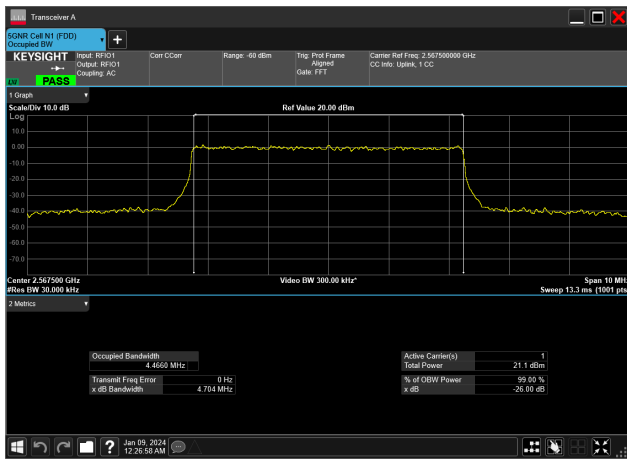 Transceiver A
5GNR Cell N1 (FDD)
Occupied BW
KEYSIGHT
LXI
PASS
Input: RFIO1
Output: RFIO1
Coupling: AC
Corr CCorr
Range: -60 dBm
Trig: Prot Frame
Aligned
Gate: FFT
Carrier Ref Freq: 2.567500000 GHz
CC Info: Uplink, 1 CC
1 Graph
Scale/Div 10.0 dB
Ref Value 20.00 dBm
Log
10.0
0.00
-10.0
-20.0
-30.0
-40.0
-50.0
-60.0
-70.0
Center 2.567500 GHz
Video BW 300.00 kHz*
Span 10 MHz
#Res BW 30.000 kHz
Sweep 13.3 ms (1001 pts
2 Metrics
Occupied Bandwidth
4.4660 MHz
Transmit Freq Error 0 Hz
x dB Bandwidth 4.704 MHz
Active Carrier(s) 1
Total Power 21.1 dBm
% of OBW Power 99.00 %
x dB -26.00 dB
Jan 09, 2024
12:26:58 AM